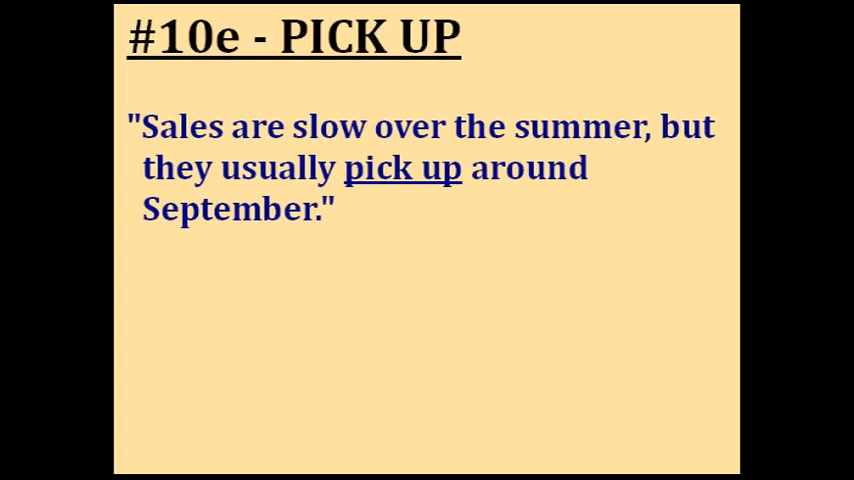 #10e - PICK UP
"Sales are slow over the summer, but
they usually pick up around
September."